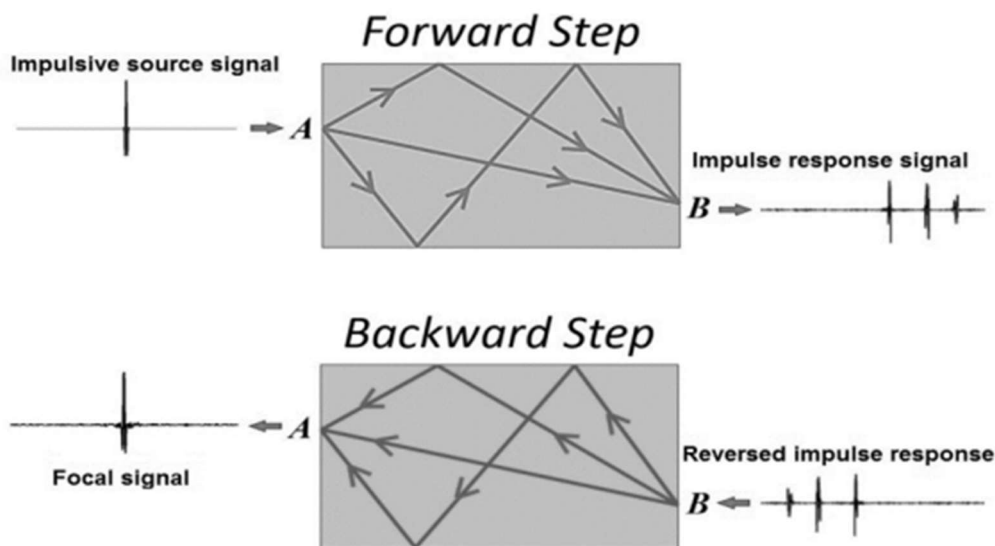 Forward Step
Impulsive source signal
A
Impulse response signal
B
Backward Step
A
Focal signal
Reversed impulse response
B